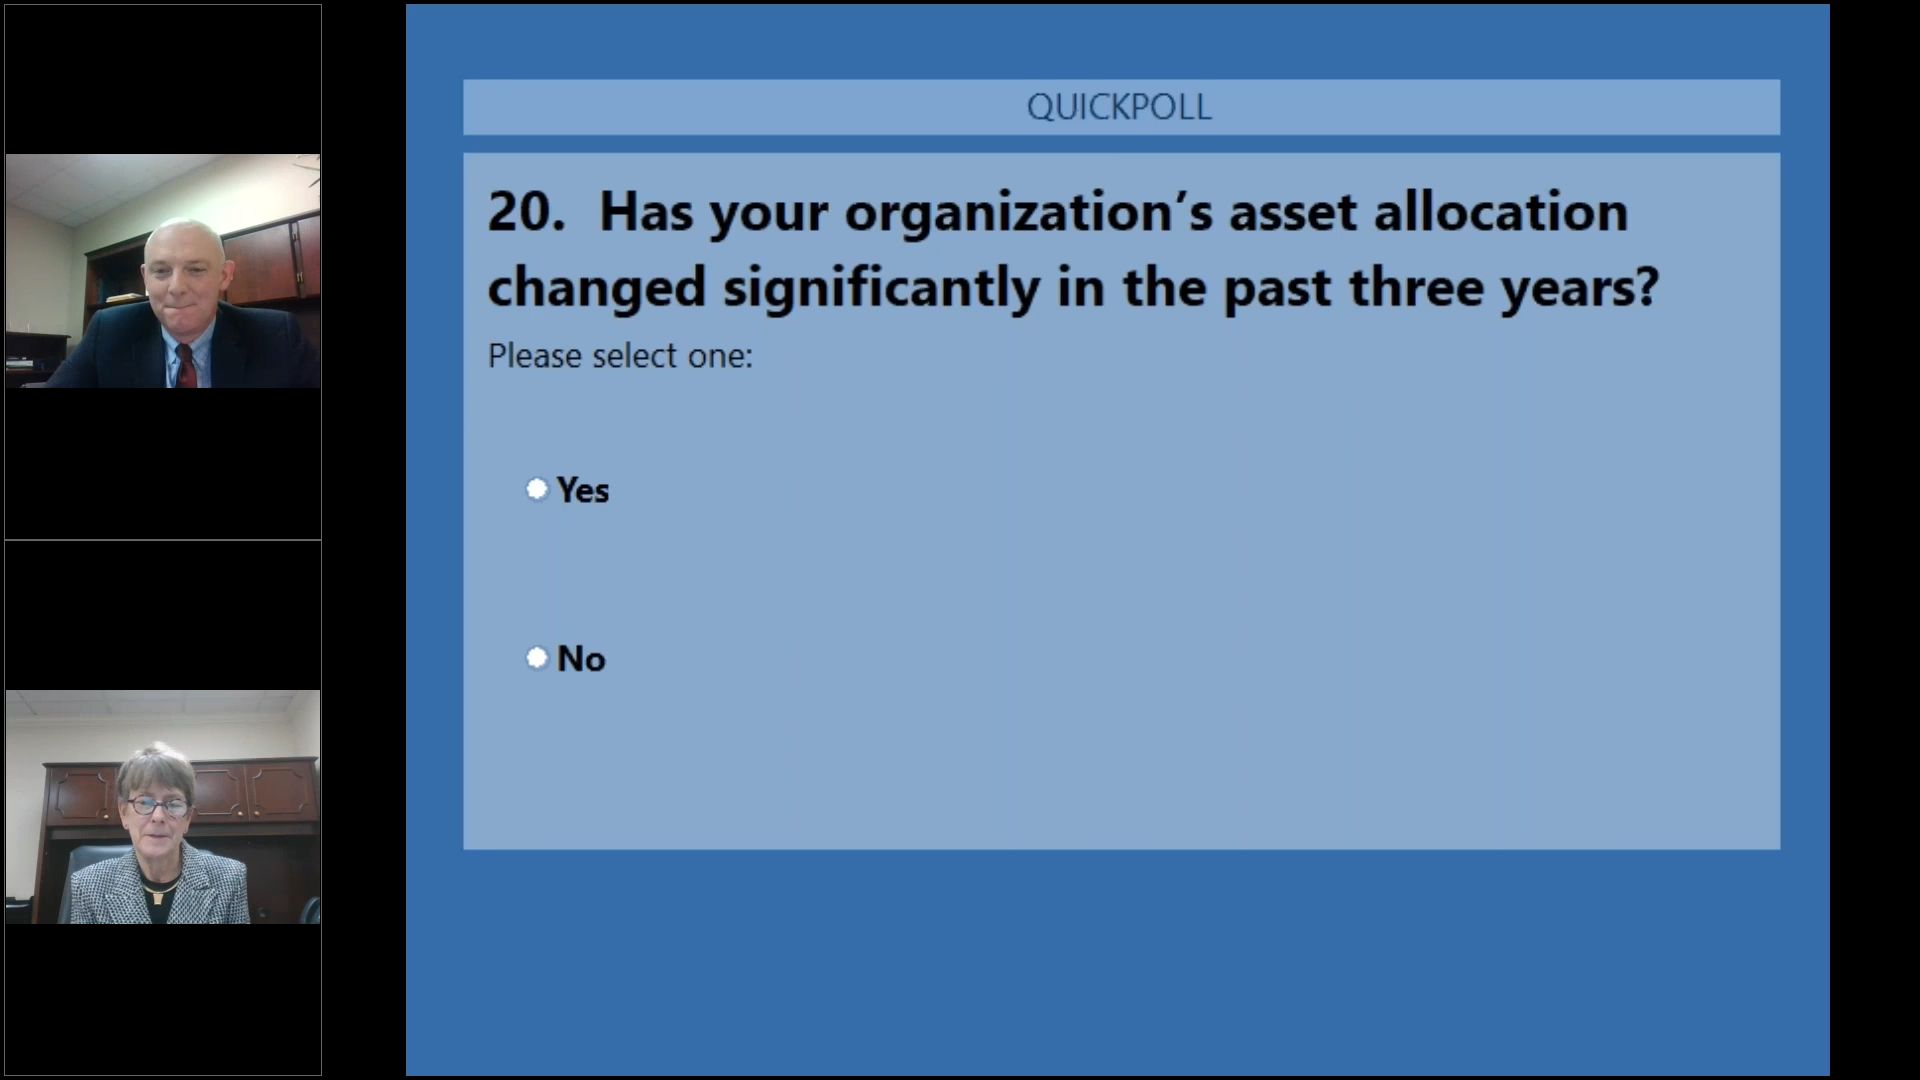 QUICKPOLL
20.  Has your organization’s asset allocation
changed significantly in the past three years?
Please select one:
Yes
No